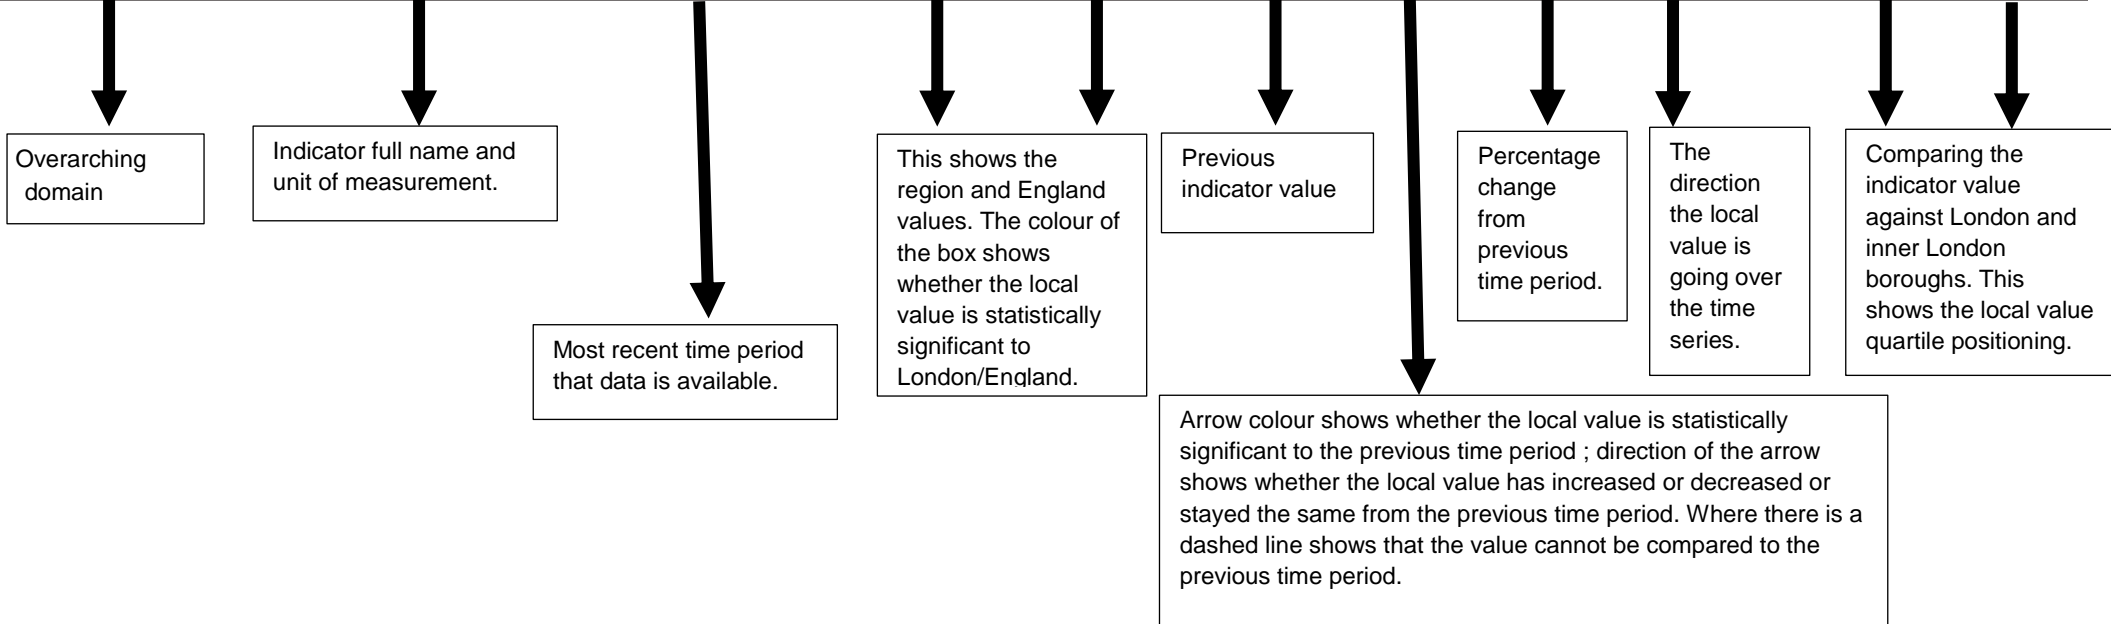 Overarching
domain
Indicator full name and
unit of measurement.
Most recent time period
that data is available.
This shows the
region and England
values. The colour of
the box shows
whether the local
value is statistically
significant to
London/England.
Previous
indicator value
Arrow colour shows whether the local value is statistically
significant to the previous time period ; direction of the arrow
shows whether the local value has increased or decreased or
stayed the same from the previous time period. Where there is a
dashed line shows that the value cannot be compared to the
previous time period.
Percentage
change
from
previous
time period.
The
direction
the local
value is
going over
the time
series.
Comparing the
indicator value
against London and
inner London
boroughs. This
shows the local value
quartile positioning.